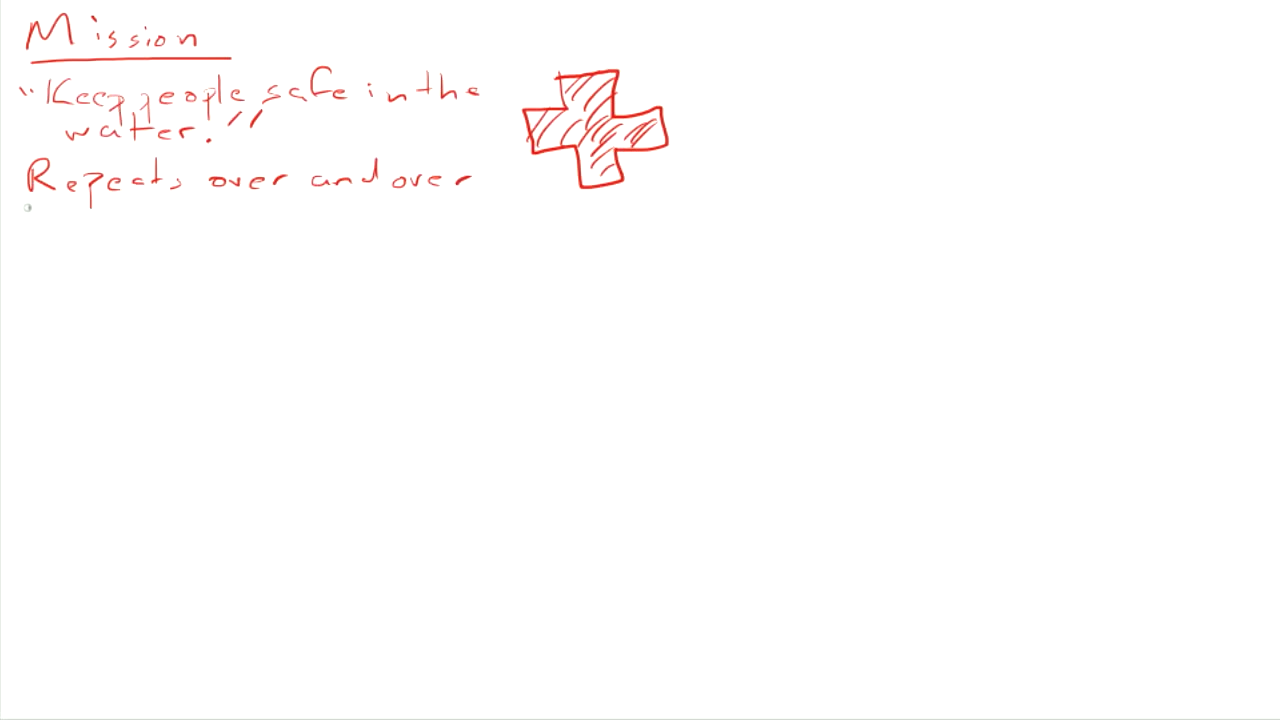 Mission
"Keep people safe in the
water."
Repeats over and over